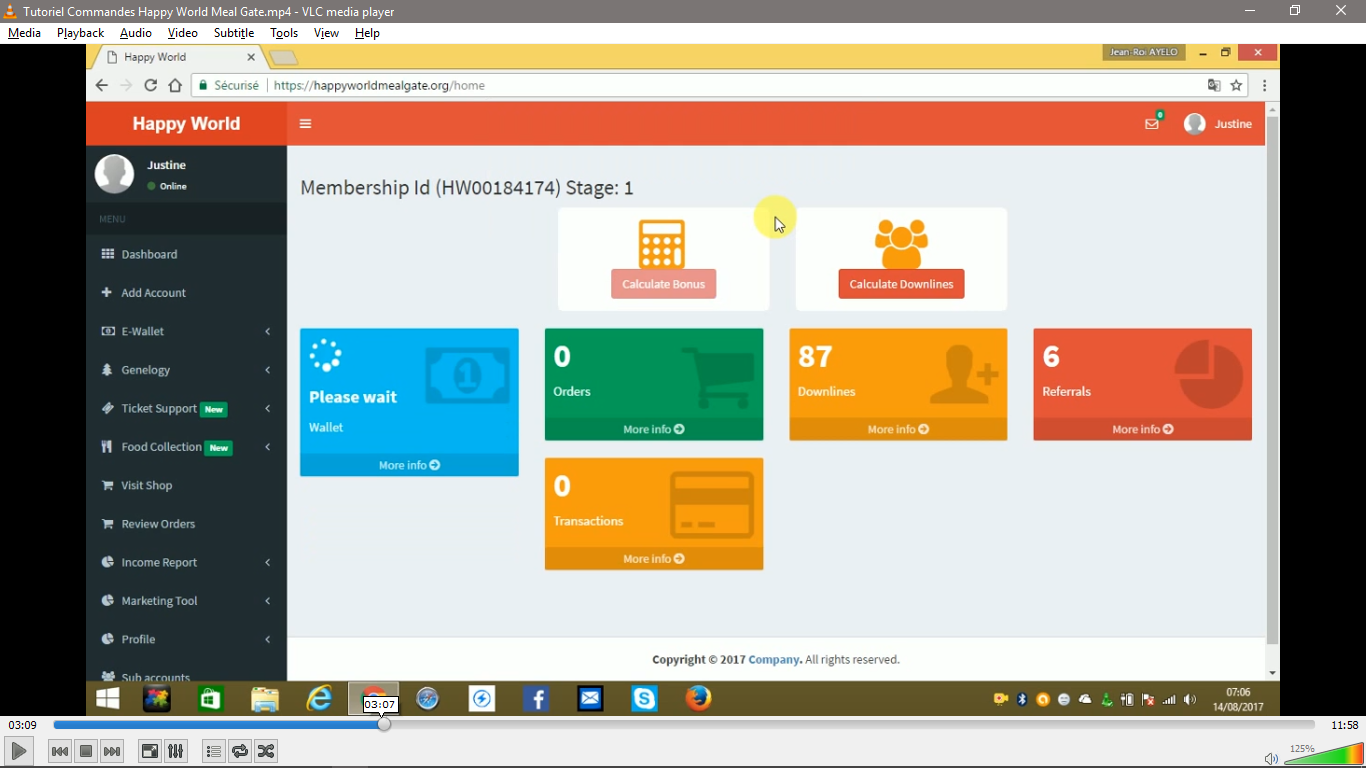 Tutoriel Commandes Happy World Meal Gate.mp4 - VLC media player
Media Playback Audio Video Subtitle Tools View Help
Happy World
Jean-Roi AYELO
Sécurisé https://happyworldmealgate.org/home
Happy World
0
Justine
Justine
Online
MENU
Dashboard
Add Account
E-Wallet
Genelogy
Ticket Support New
Food Collection New
Visit Shop
Review Orders
Income Report
Marketing Tool
Profile
Sub accounts
Membership Id (HW00184174) Stage: 1
Calculate Bonus
Calculate Downlines
1
Please wait
Wallet
More info
0
Orders
More info
87
Downlines
More info
6
Referrals
More info
0
Transactions
More info
Copyright © 2017 Company. All rights reserved.
07:06
14/08/2017
03:07
03:09
11:58
125%